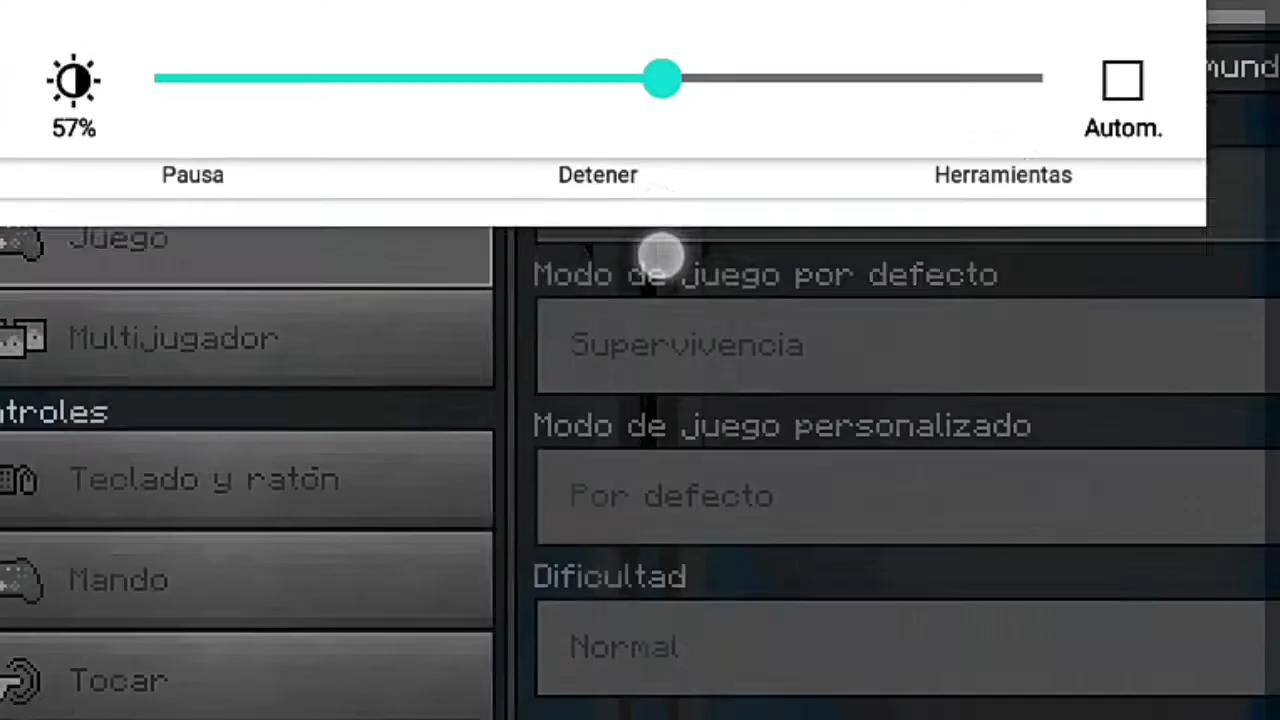 57%
Autom.
Pausa
Detener
Herramientas
mund
Juego
Multijugador
ntroles
Teclado y ratón
Mando
Tocar
Modo de juego por defecto
Supervivencia
Modo de juego personalizado
Por defecto
Dificultad
Normal